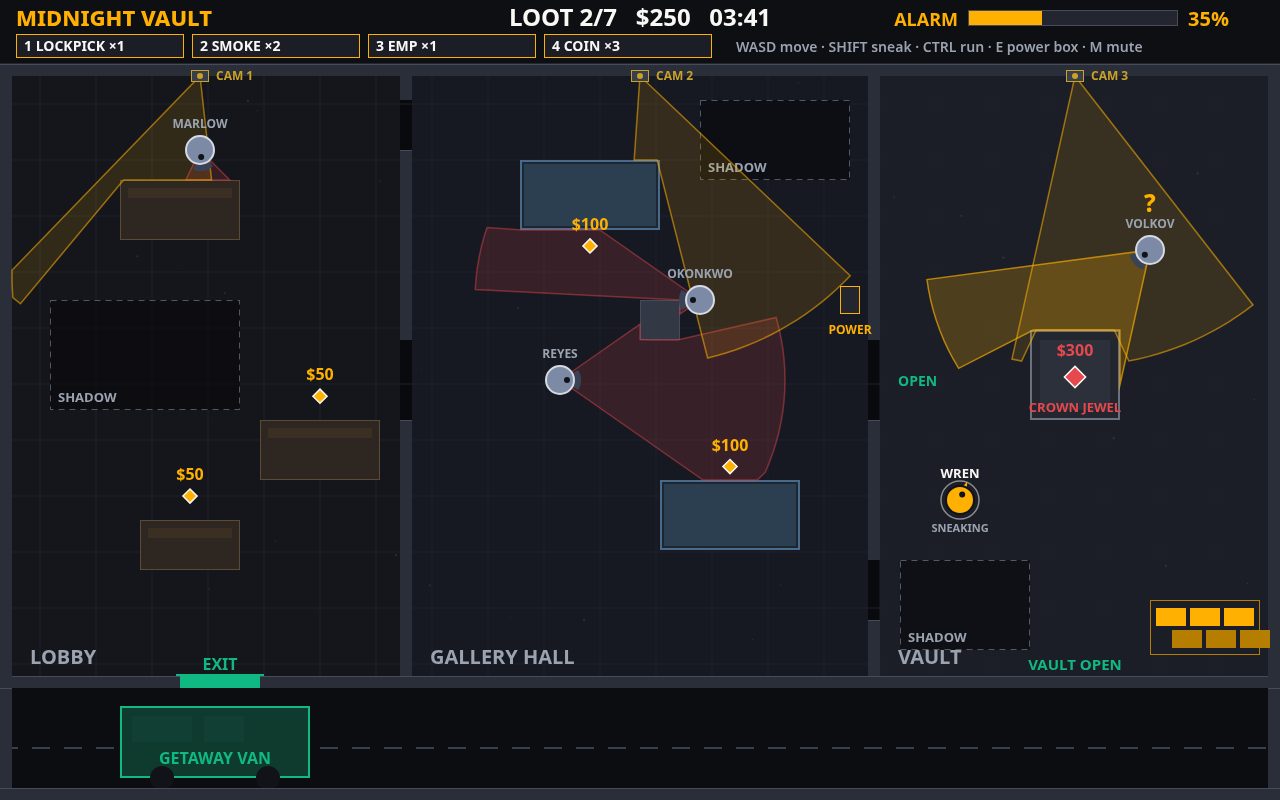 MIDNIGHT VAULT
LOOT 2/7 $250 03:41
ALARM 35%
1 LOCKPICK ×1
2 SMOKE ×2
3 EMP ×1
4 COIN ×3
WASD move · SHIFT sneak · CTRL run · E power box · M mute
CAM 1
CAM 2
CAM 3
MARLOW
SHADOW
?
VOLKOV
$100
OKONKWO
POWER
REYES
$300
CROWN JEWEL
OPEN
$50
SHADOW
$100
$50
WREN
SNEAKING
SHADOW
LOBBY
GALLERY HALL
VAULT
EXIT
VAULT OPEN
GETAWAY VAN